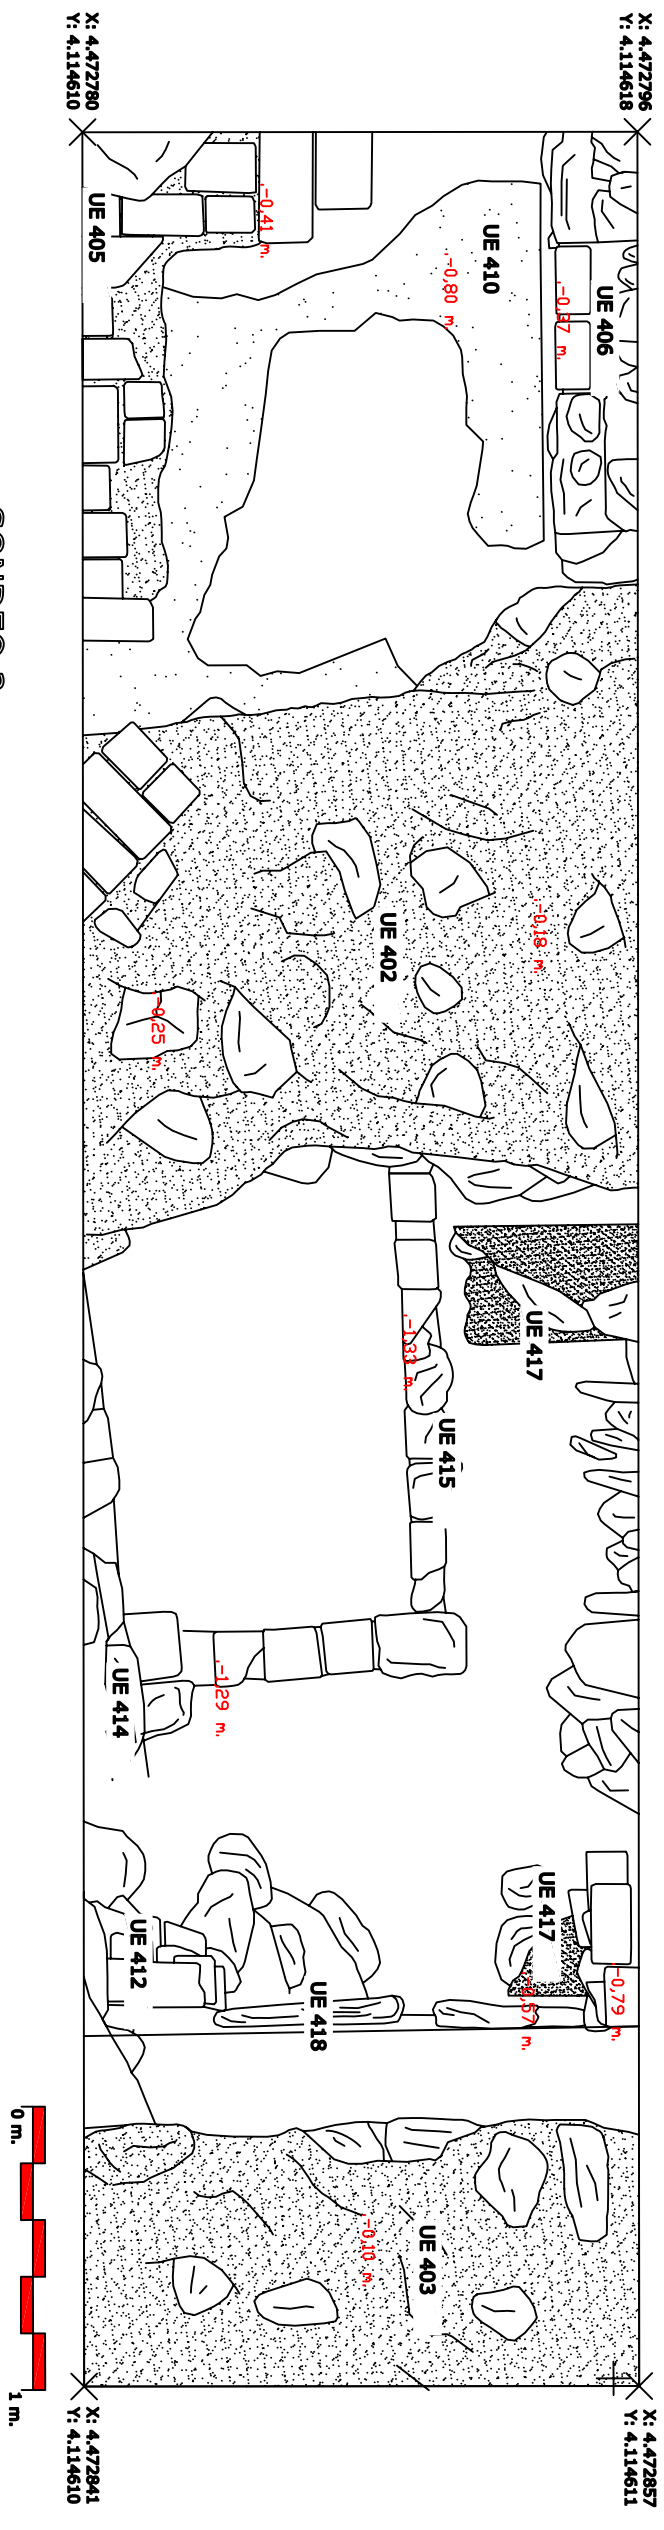 X: 4.472780
Y: 4.114610
X: 4.472796
Y: 4.114618
UE 405
-0,41 m.
UE 410
-0,80 m.
UE 406
m.
UE 402
-0,18 m.
-0,25 m.
UE 417
-1,33 m.
UE 415
-1,29 m.
UE 414
UE 417
UE 412
UE 418
-0,57 m.
-0,79 m.
UE 403
-0,10 m.
0 m.
1 m.
X: 4.472841
Y: 4.114610
X: 4.472857
Y: 4.114611